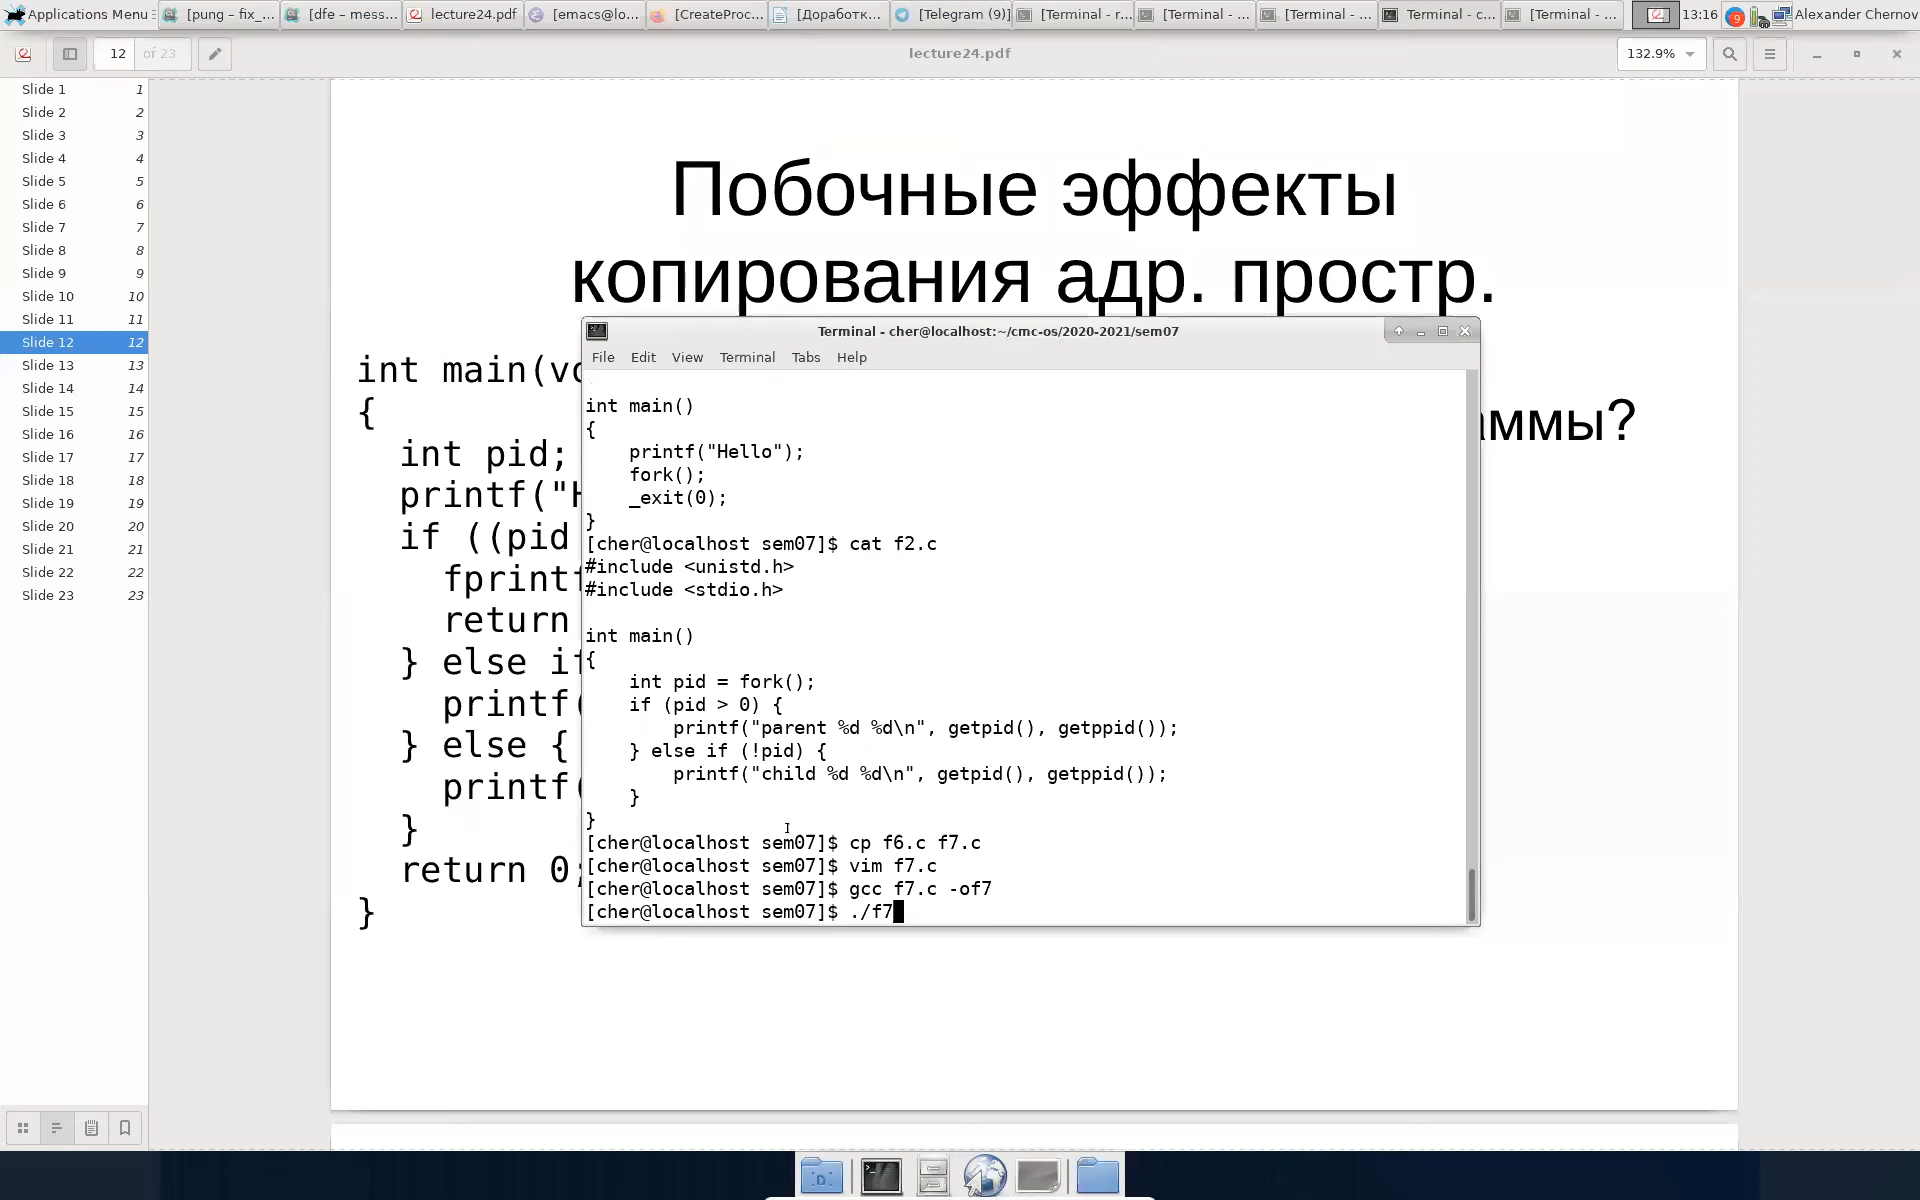 Applications Menu
[pung – fix_...
[dfe – mess...
lecture24.pdf
[emacs@lo...
[CreateProc...
[Доработк...
[Telegram (9)]
[Terminal - r...
[Terminal - ...
[Terminal - ...
Terminal - c...
[Terminal - ...
13:16
9
Alexander Chernov
12
of 23
lecture24.pdf
132.9%
Slide 1 1
Slide 2 2
Slide 3 3
Slide 4 4
Slide 5 5
Slide 6 6
Slide 7 7
Slide 8 8
Slide 9 9
Slide 10 10
Slide 11 11
Slide 12 12
Slide 13 13
Slide 14 14
Slide 15 15
Slide 16 16
Slide 17 17
Slide 18 18
Slide 19 19
Slide 20 20
Slide 21 21
Slide 22 22
Slide 23 23
Побочные эффекты
копирования адр. простр.
int main(vo
{
int pid;
printf("H
if ((pid
fprintf
return
} else if
printf(
} else {
printf(
}
return 0;
}
аммы?
Terminal - cher@localhost:~/cmc-os/2020-2021/sem07
File Edit View Terminal Tabs Help
int main()
{
    printf("Hello");
    fork();
    _exit(0);
}
[cher@localhost sem07]$ cat f2.c
#include <unistd.h>
#include <stdio.h>
int main()
{
    int pid = fork();
    if (pid > 0) {
        printf("parent %d %d\n", getpid(), getppid());
    } else if (!pid) {
        printf("child %d %d\n", getpid(), getppid());
    }
}
[cher@localhost sem07]$ cp f6.c f7.c
[cher@localhost sem07]$ vim f7.c
[cher@localhost sem07]$ gcc f7.c -of7
[cher@localhost sem07]$ ./f7